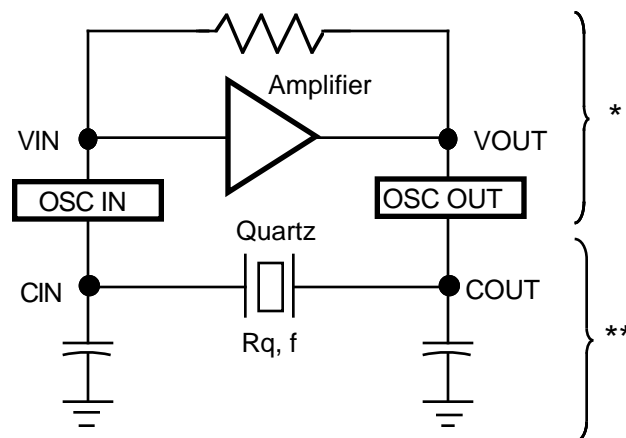 Amplifier
*
VIN
VOUT
OSC IN
OSC OUT
Quartz
CIN
COUT
**
Rq, f